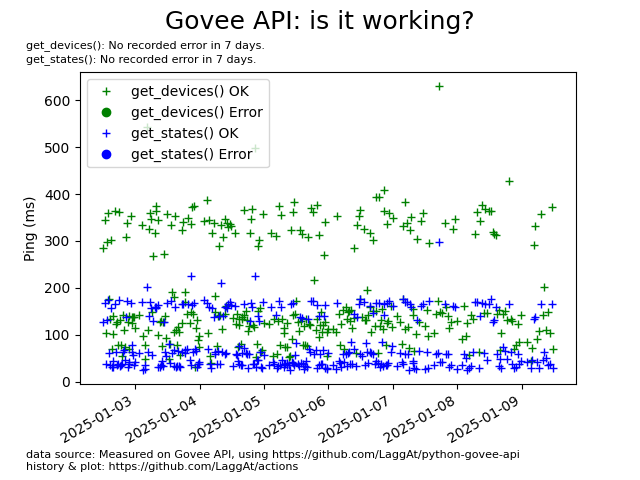 Govee API: is it working?
get_devices(): No recorded error in 7 days.
get_states(): No recorded error in 7 days.
get_devices() OK
get_devices() Error
get_states() OK
get_states() Error
Ping (ms)
600
500
400
300
200
100
0
2025-01-03
2025-01-04
2025-01-05
2025-01-06
2025-01-07
2025-01-08
2025-01-09
data source: Measured on Govee API, using https://github.com/LaggAt/python-govee-api
history & plot: https://github.com/LaggAt/actions